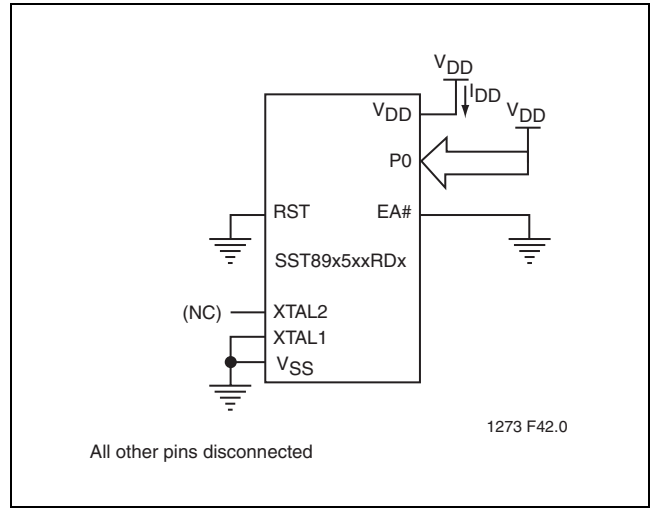 VDD
IDD
VDD
VDD
P0
RST
EA#
SST89x5xxRDx
(NC)
XTAL2
XTAL1
VSS
1273 F42.0
All other pins disconnected